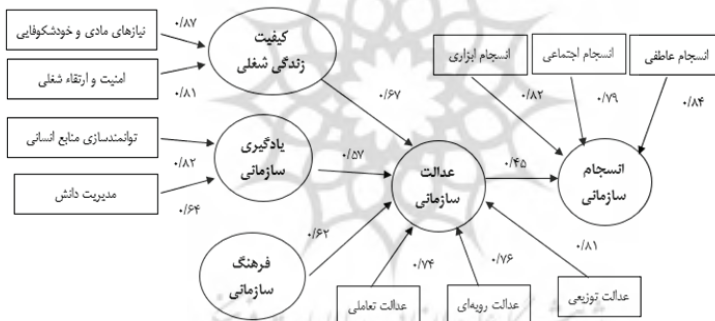 نیازهای مادی و خودشکوفایی
۰/۸۷
کیفیت
زندگی شغلی
امنیت و ارتقاء شغلی
۰/۸۱
انسجام ابزاری
انسجام اجتماعی
انسجام عاطفی
۰/۶۷
۰/۸۲
۰/۷۹
۰/۸۴
توانمندسازی منابع انسانی
۰/۸۲
یادگیری
سازمانی
۰/۵۷
مدیریت دانش
۰/۶۴
عدالت
سازمانی
۰/۴۵
انسجام
سازمانی
فرهنگ
سازمانی
۰/۶۲
۰/۷۴
۰/۷۶
۰/۸۱
عدالت تعاملی
عدالت رویه‌ای
عدالت توزیعی